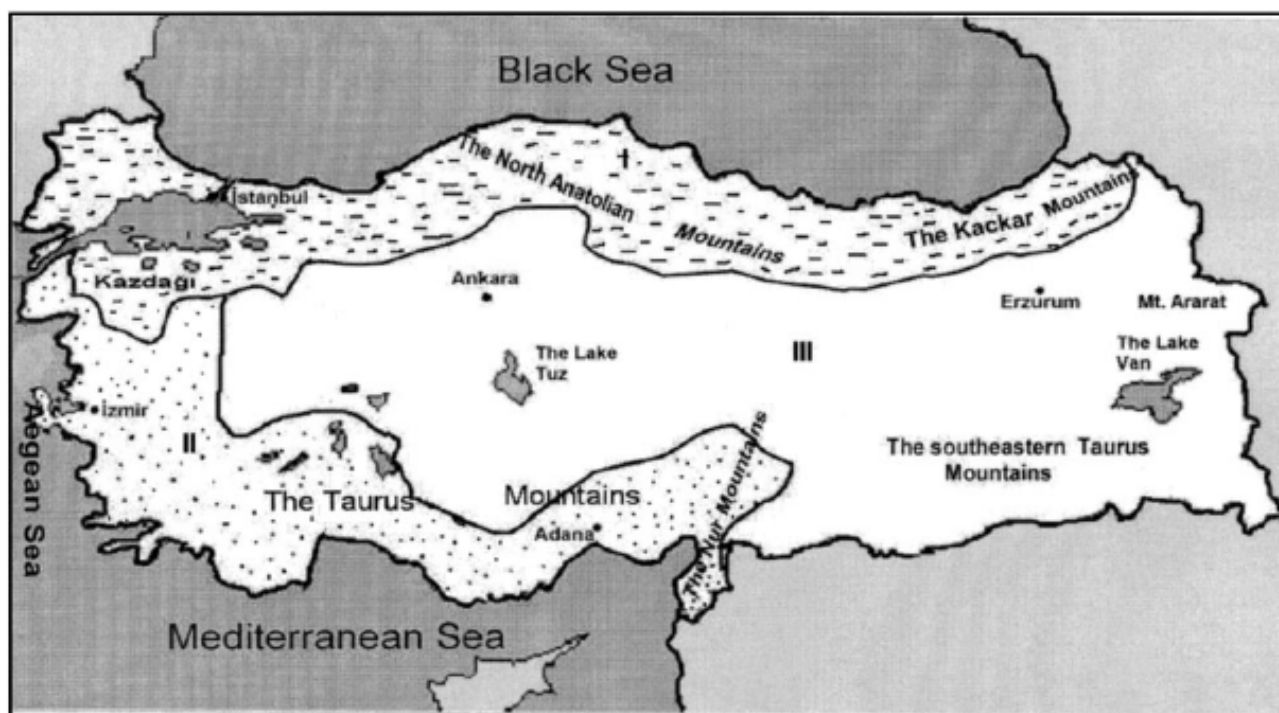 Black Sea
The North Anatolian
Mountains
I
The Kackar Mountains
İstanbul
Kazdağı
Ankara
Erzurum
Mt. Ararat
The Lake
Tuz
III
The Lake
Van
İzmir
Aegean Sea
II
The Taurus
Mountains
The Nur Mountains
The southeastern Taurus
Mountains
Adana
Mediterranean Sea